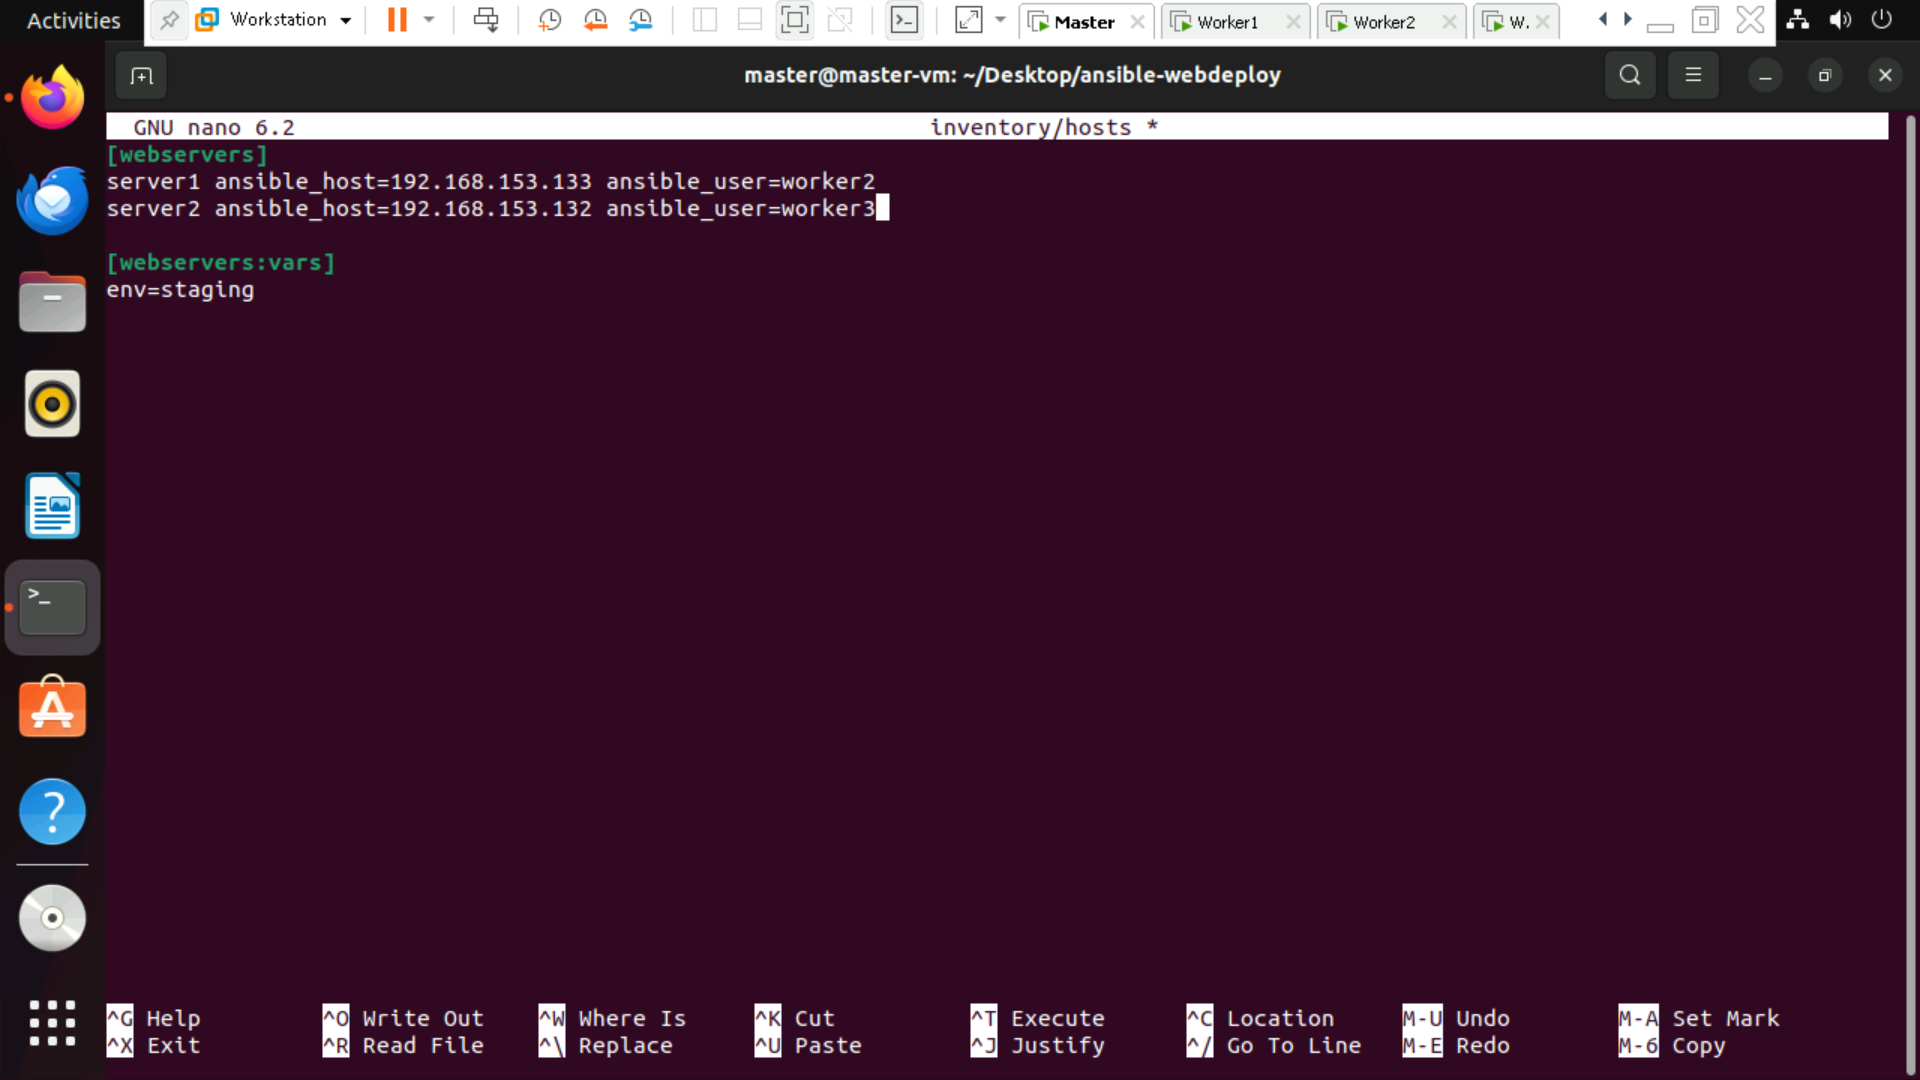 Activities
Workstation
Master
Worker1
Worker2
W.
master@master-vm: ~/Desktop/ansible-webdeploy
GNU nano 6.2
inventory/hosts *
[webservers]
server1 ansible_host=192.168.153.133 ansible_user=worker2
server2 ansible_host=192.168.153.132 ansible_user=worker3
[webservers:vars]
env=staging
^G Help ^O Write Out ^W Where Is ^K Cut ^T Execute ^C Location M-U Undo M-A Set Mark
^X Exit ^R Read File ^\ Replace ^U Paste ^J Justify ^/ Go To Line M-E Redo M-6 Copy